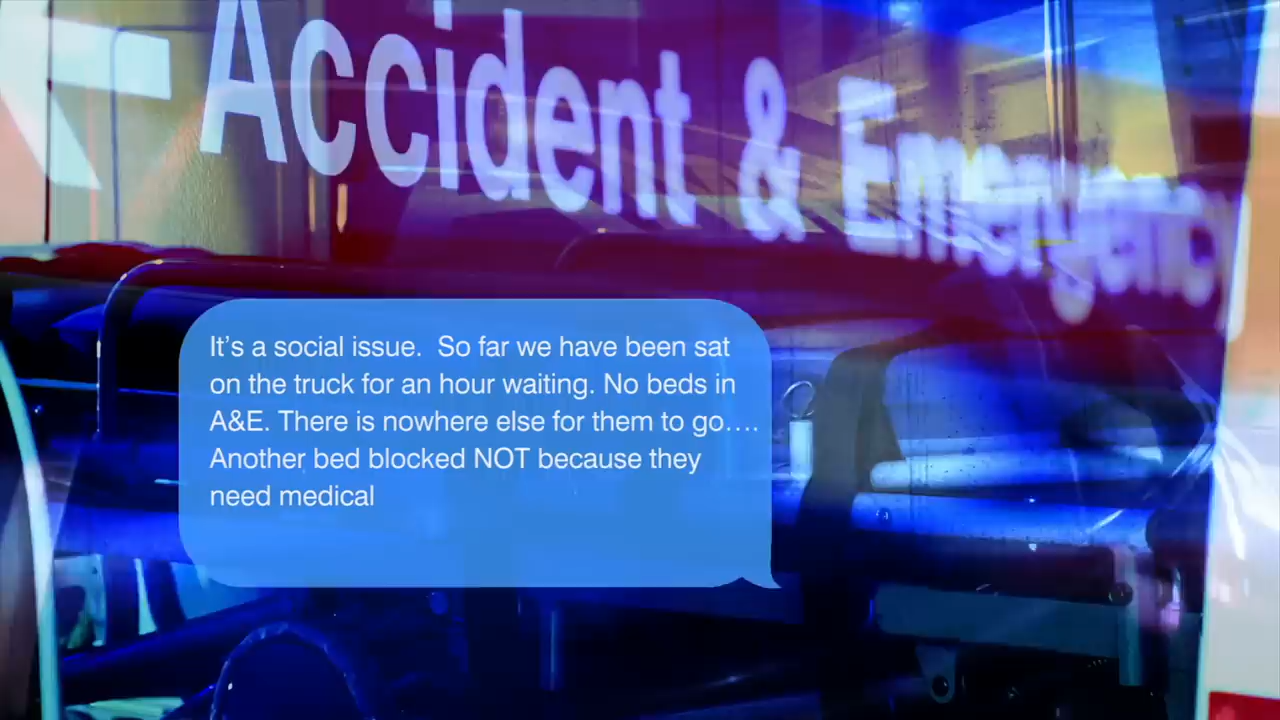 Accident & Emergency
It’s a social issue.  So far we have been sat
on the truck for an hour waiting. No beds in
A&E. There is nowhere else for them to go….
Another bed blocked NOT because they
need medical